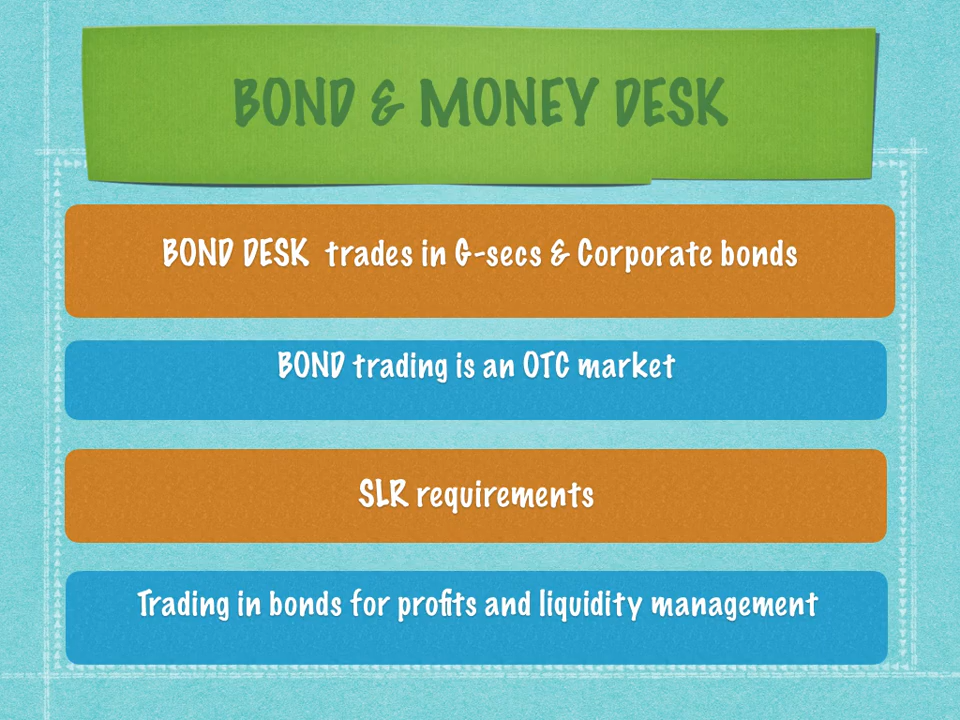 BOND & MONEY DESK
BOND DESK  trades in G-secs & Corporate bonds
BOND trading is an OTC market
SLR requirements
Trading in bonds for profits and liquidity management